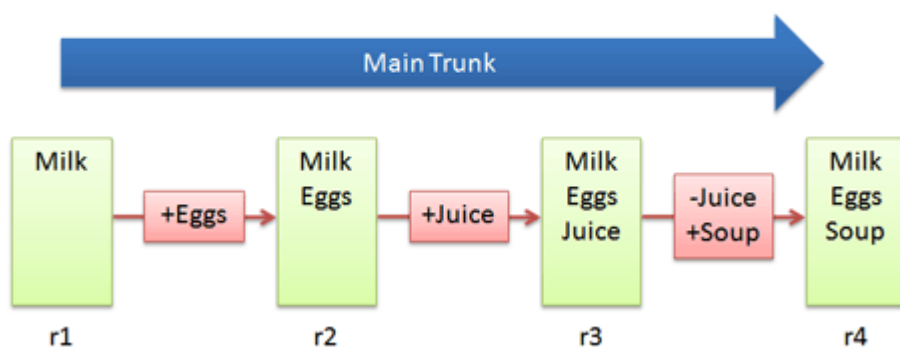 Main Trunk
Milk
+Eggs
Milk
Eggs
+Juice
Milk
Eggs
Juice
-Juice
+Soup
Milk
Eggs
Soup
r1
r2
r3
r4